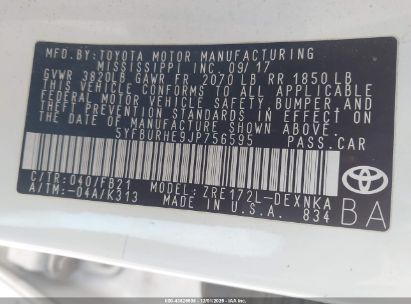 MFD.BY: TOYOTA MOTOR MANUFACTURING
MISSISSIPPI, INC. 09/17
GVWR 3820LB GAWR FR 2070 LB RR 1850 LB
THIS VEHICLE CONFORMS TO ALL APPLICABLE
FEDERAL MOTOR VEHICLE SAFETY, BUMPER, AND
THEFT PREVENTION STANDARDS IN EFFECT ON
THE DATE OF MANUFACTURE SHOWN ABOVE.
5YFBURHE9JP756595 PASS.CAR
C/TR: 040/FB21 MODEL: ZRE172L-DEXNKA
A/TM: -04A/K313 MADE IN U.S.A. 834
TOYOTA
BA